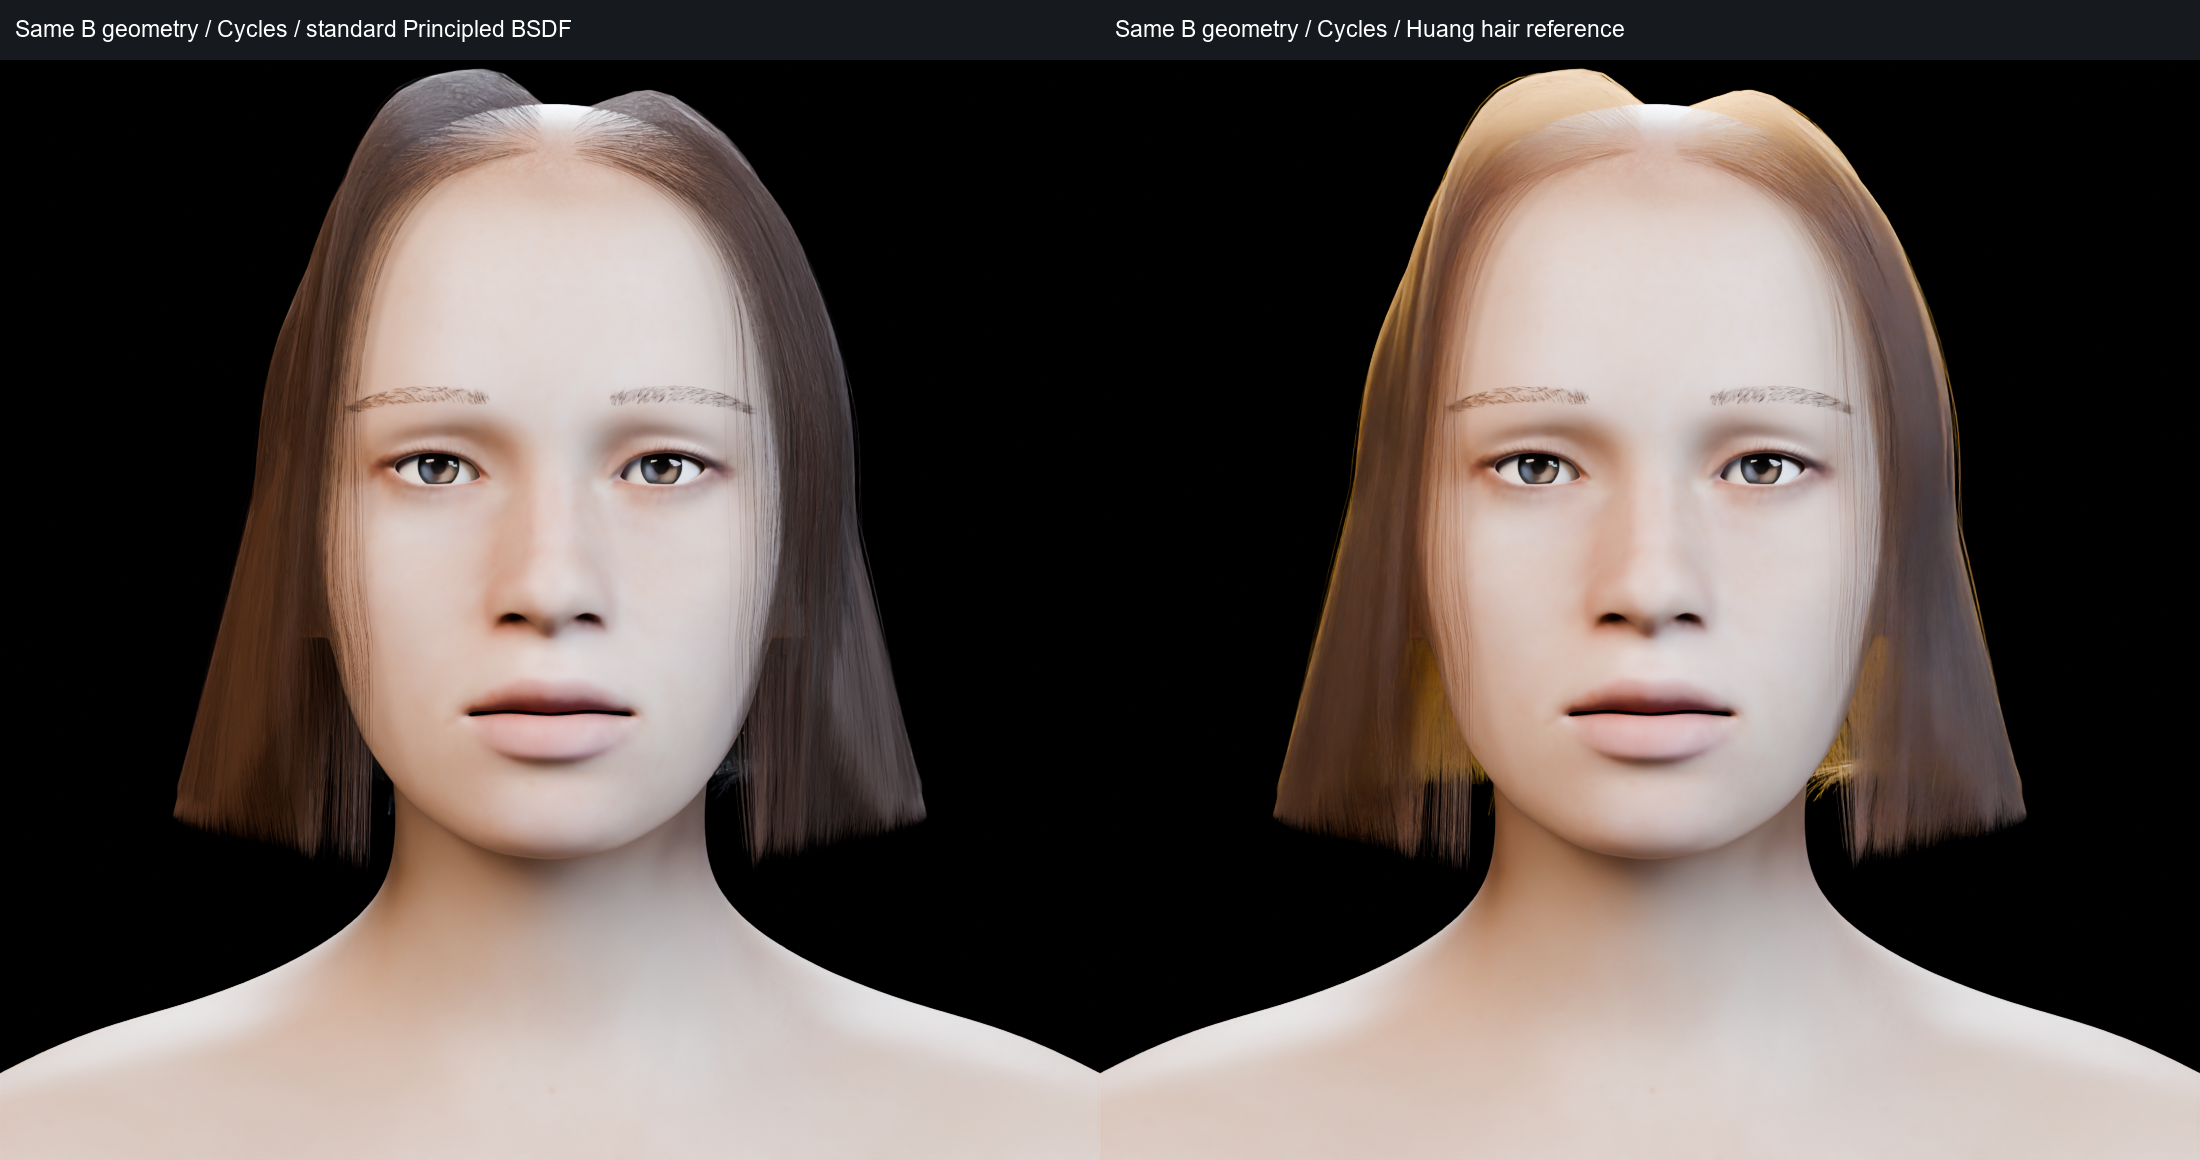 Same B geometry / Cycles / standard Principled BSDF
Same B geometry / Cycles / Huang hair reference